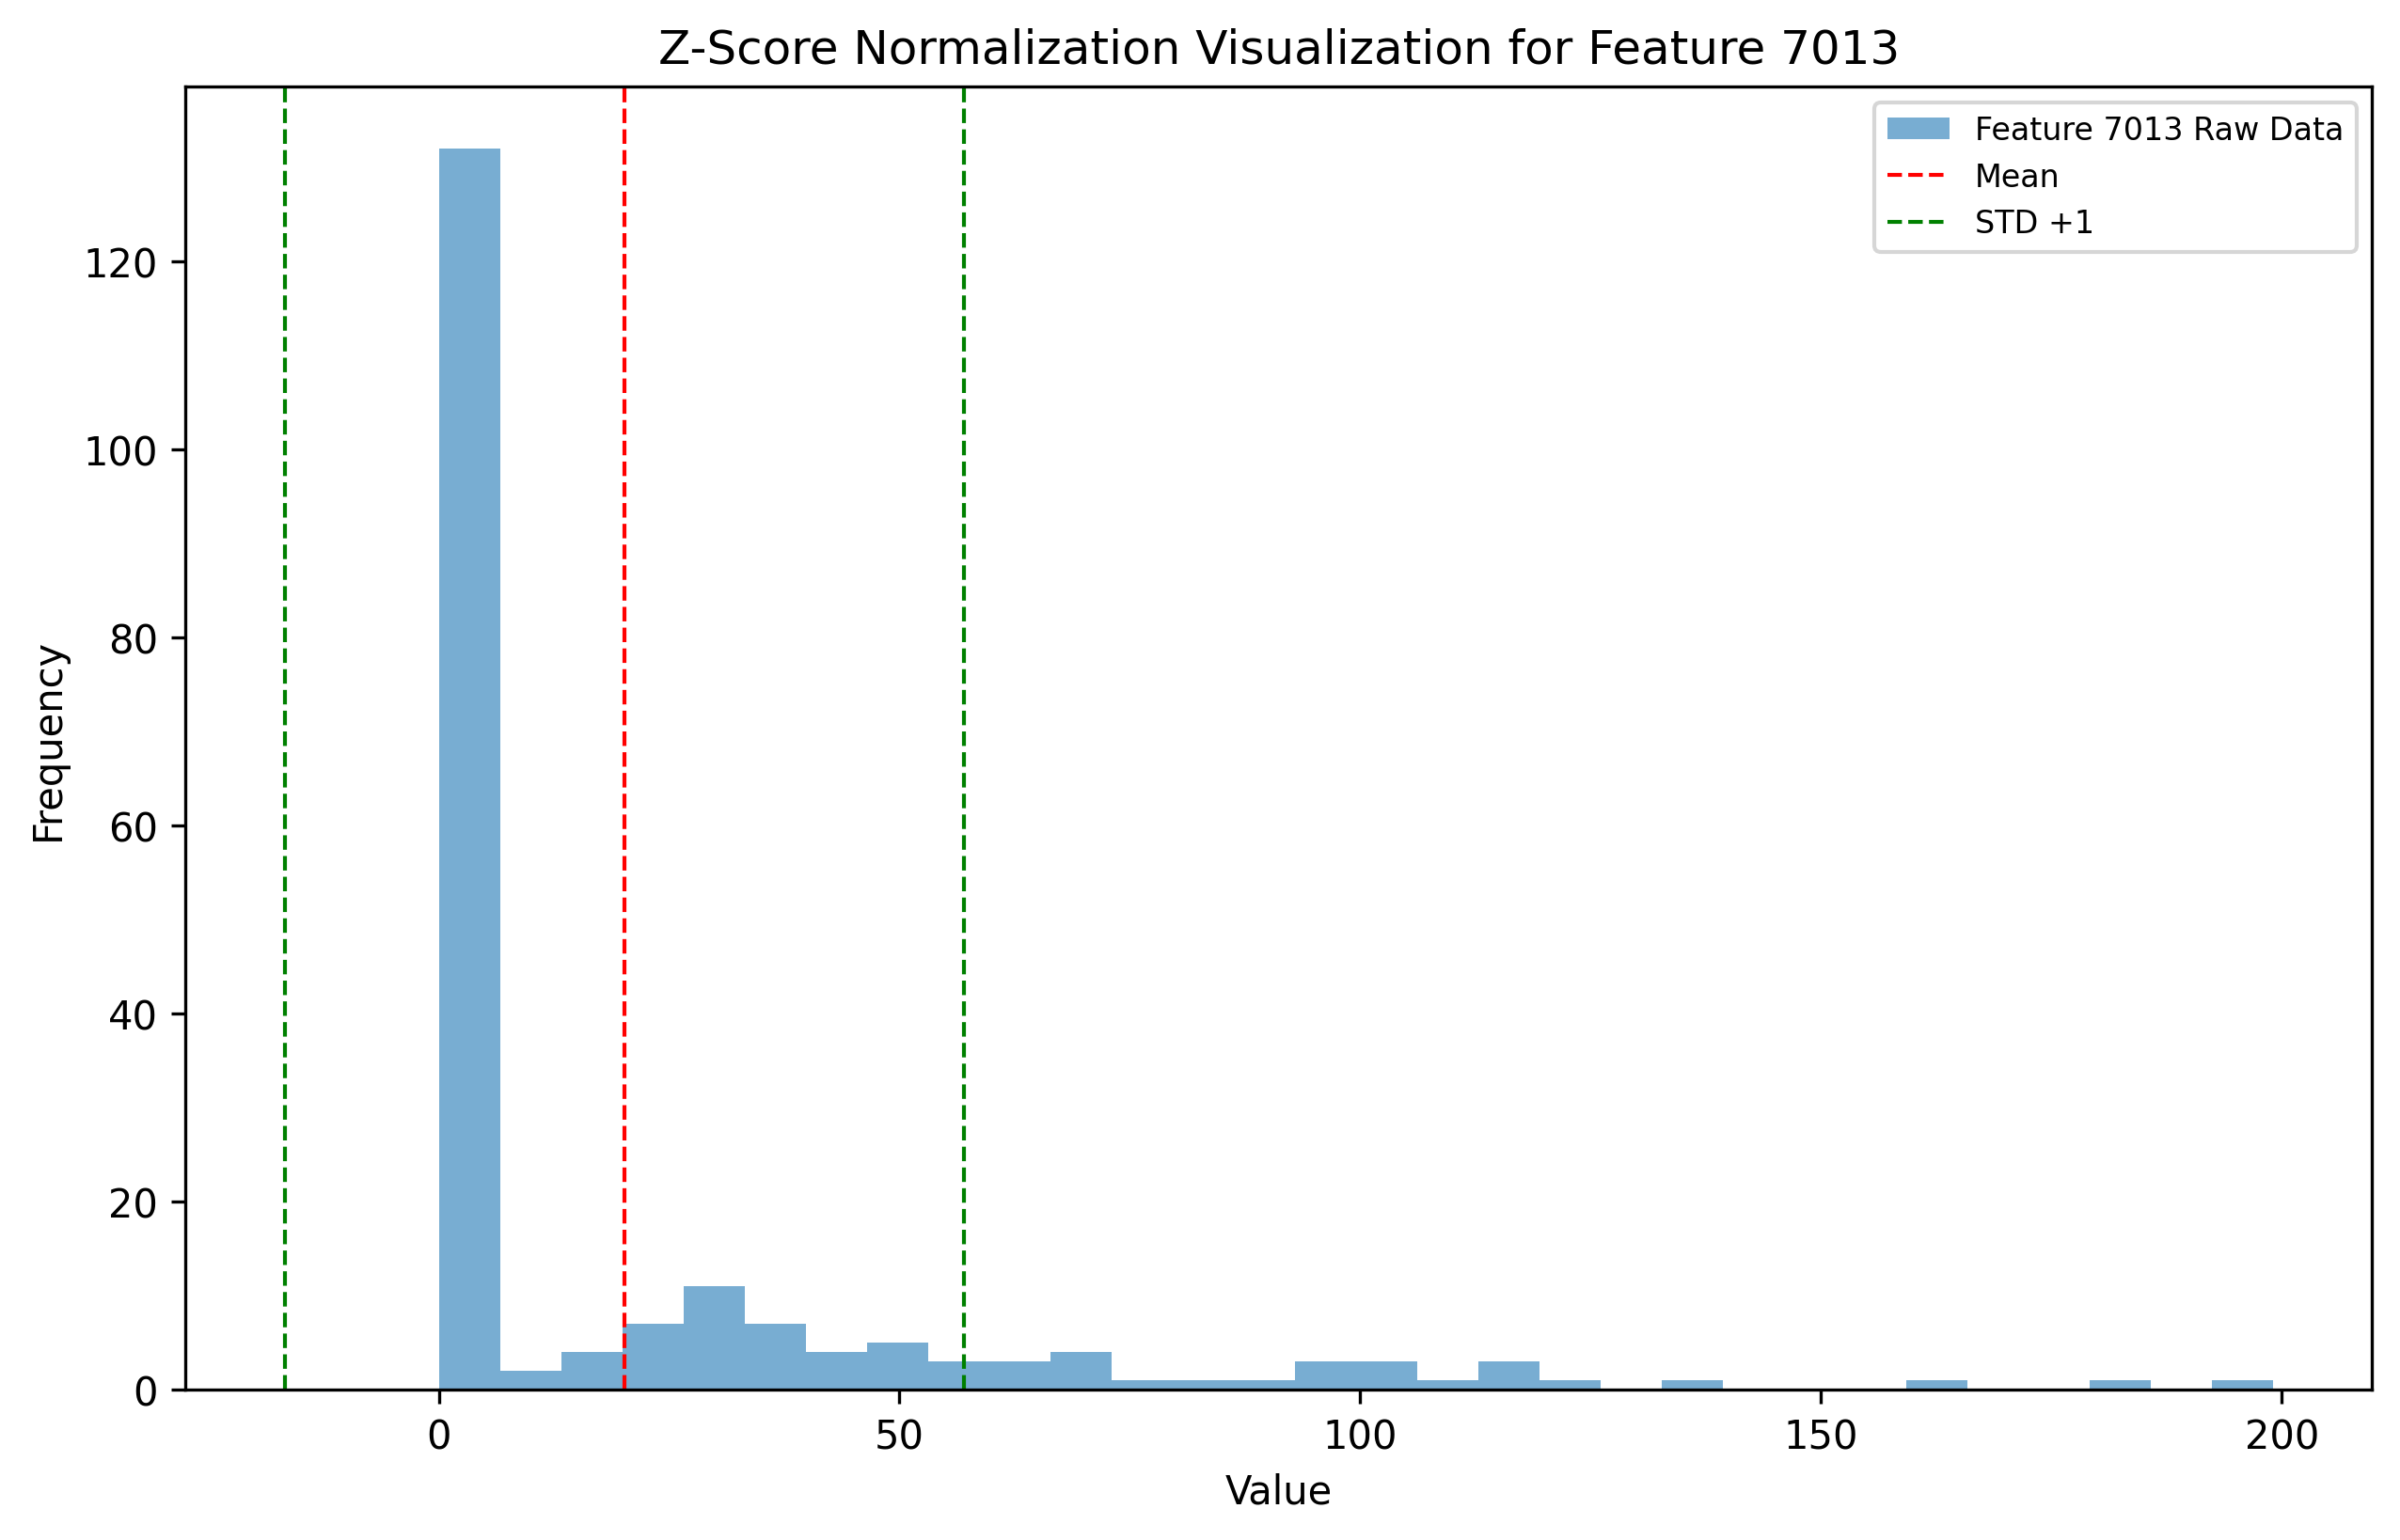 Z-Score Normalization Visualization for Feature 7013
Feature 7013 Raw Data
Mean
STD +1
120
100
80
60
40
20
0
Frequency
0 50 100 150 200
Value